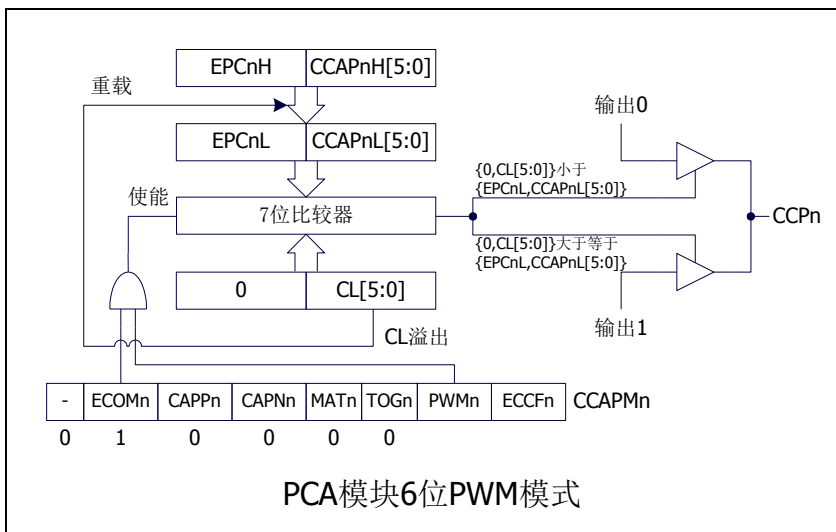 EPCnH CCAPnH[5:0]
重载
输出0
EPCnL CCAPnL[5:0]
{0,CL[5:0]}小于
{EPCnL,CCAPnL[5:0]}
使能
7位比较器
CCPn
{0,CL[5:0]}大于等于
{EPCnL,CCAPnL[5:0]}
0 CL[5:0]
输出1
CL溢出
- ECOMn CAPPn CAPNn MATn TOGn PWMn ECCFn CCAPMn
0 1 0 0 0 0
PCA模块6位PWM模式